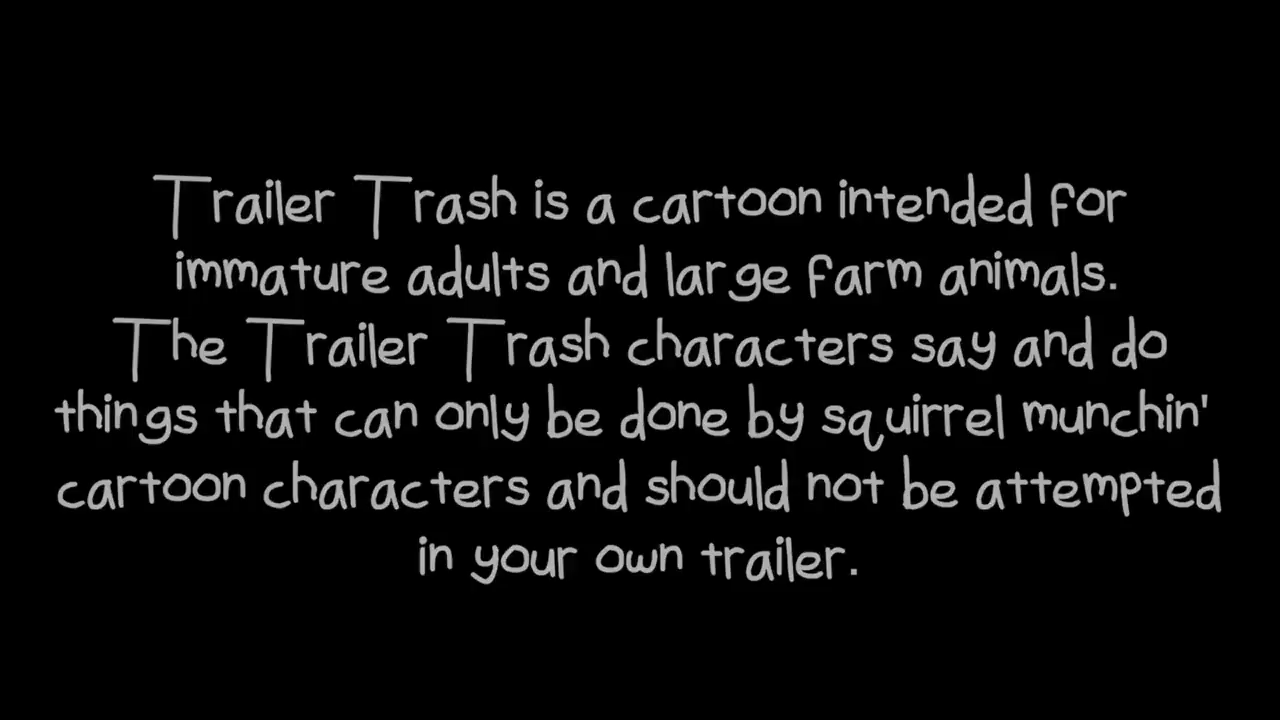 Trailer Trash is a cartoon intended for
immature adults and large farm animals.
The Trailer Trash characters say and do
things that can only be done by squirrel munchin'
cartoon characters and should not be attempted
in your own trailer.